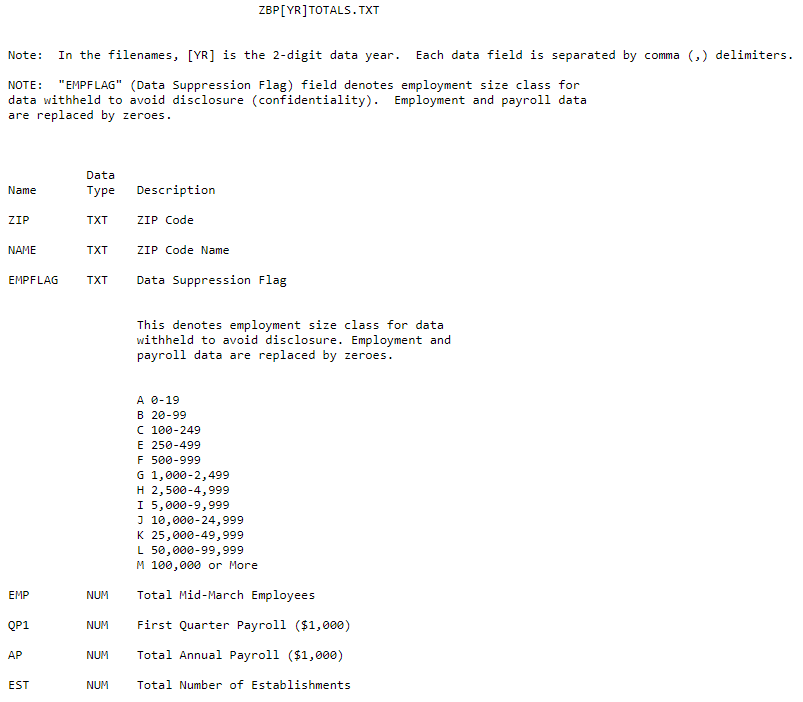 ZBP[YR]TOTALS.TXT
Note:  In the filenames, [YR] is the 2-digit data year.  Each data field is separated by comma (,) delimiters.
NOTE:  "EMPFLAG" (Data Suppression Flag) field denotes employment size class for
data withheld to avoid disclosure (confidentiality).  Employment and payroll data
are replaced by zeroes.
Data
Name       Type   Description
ZIP        TXT    ZIP Code
NAME       TXT    ZIP Code Name
EMPFLAG    TXT    Data Suppression Flag
This denotes employment size class for data
withheld to avoid disclosure. Employment and
payroll data are replaced by zeroes.
A 0-19
B 20-99
C 100-249
E 250-499
F 500-999
G 1,000-2,499
H 2,500-4,999
I 5,000-9,999
J 10,000-24,999
K 25,000-49,999
L 50,000-99,999
M 100,000 or More
EMP        NUM    Total Mid-March Employees
QP1        NUM    First Quarter Payroll ($1,000)
AP         NUM    Total Annual Payroll ($1,000)
EST        NUM    Total Number of Establishments